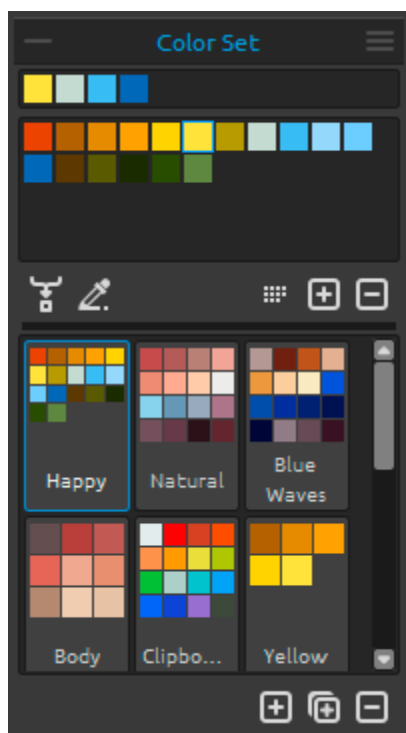 Color Set
Happy
Natural
Blue
Waves
Body
Clipbo...
Yellow